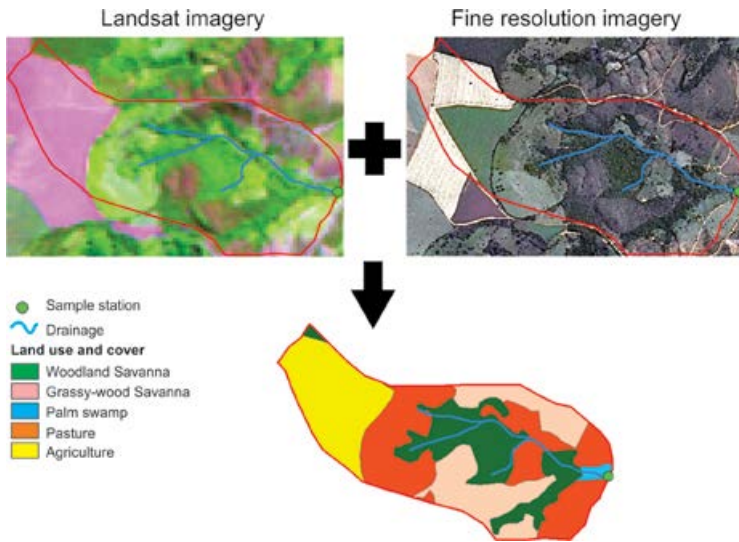 Landsat imagery
Fine resolution imagery
Sample station
Drainage
Land use and cover
Woodland Savanna
Grassy-wood Savanna
Palm swamp
Pasture
Agriculture